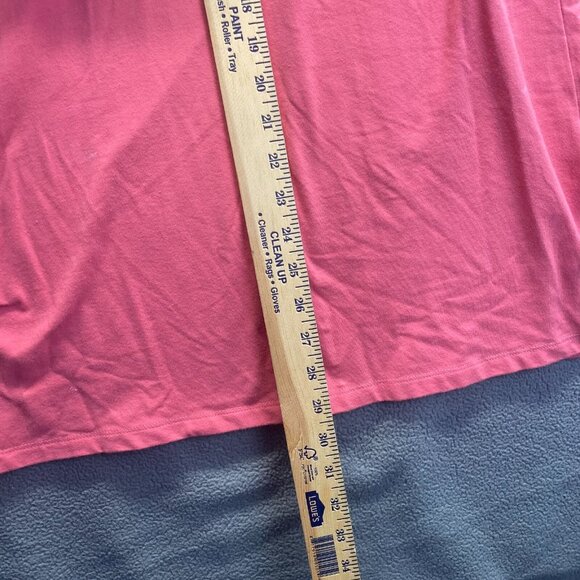 PAINT
• Roller • Tray
CLEAN UP
• Cleaner • Rags • Gloves
18
19
20
21
22
23
24
25
26
27
28
29
30
31
32
33
34
FSC
LOWE'S